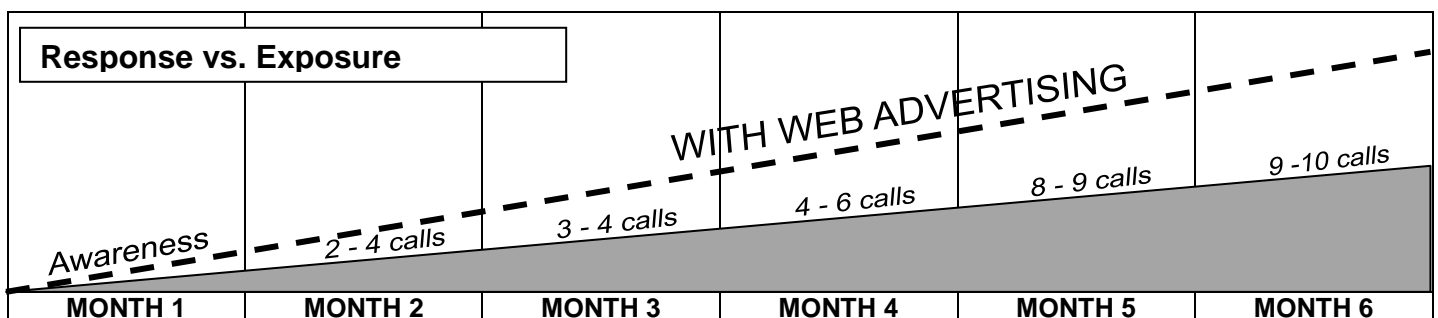 Response vs. Exposure
WITH WEB ADVERTISING
Awareness
2 - 4 calls
3 - 4 calls
4 - 6 calls
8 - 9 calls
9 -10 calls
MONTH 1
MONTH 2
MONTH 3
MONTH 4
MONTH 5
MONTH 6